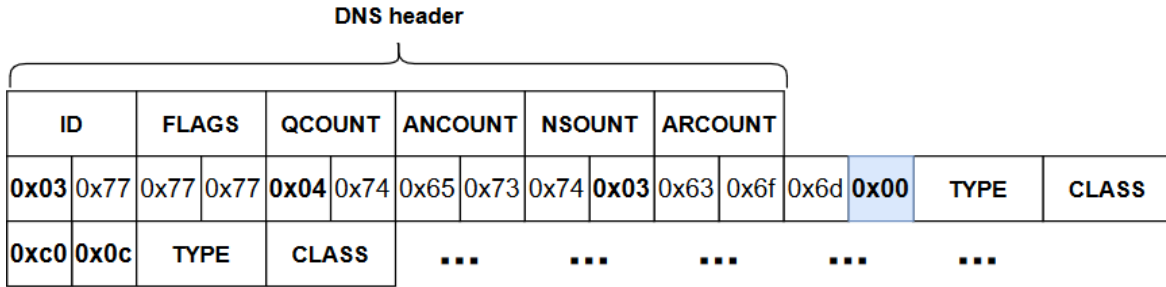 DNS header
ID FLAGS QCOUNT ANCOUNT NSOUNT ARCOUNT
0x03 0x77 0x77 0x77 0x04 0x74 0x65 0x73 0x74 0x03 0x63 0x6f 0x6d 0x00 TYPE CLASS
0xc0 0x0c TYPE CLASS ... ... ... ... ...